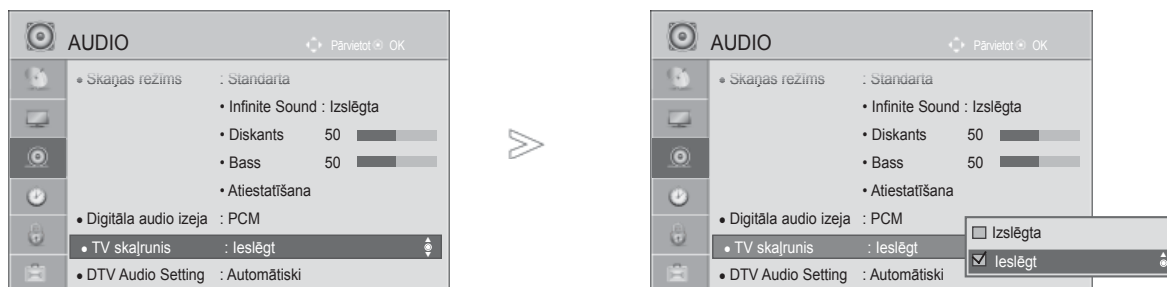 AUDIO
Pārvietot OK
• Skaņas režīms : Standarta
• Infinite Sound : Izslēgta
• Diskants 50
• Bass 50
• Atiestatīšana
• Digitāla audio izeja : PCM
• TV skaļrunis : Ieslēgt
• DTV Audio Setting : Automātiski
>
AUDIO
Pārvietot OK
• Skaņas režīms : Standarta
• Infinite Sound : Izslēgta
• Diskants 50
• Bass 50
• Atiestatīšana
• Digitāla audio izeja : PCM
• TV skaļrunis : Ieslēgt
• DTV Audio Setting : Automātiski
Izslēgta
Ieslēgt